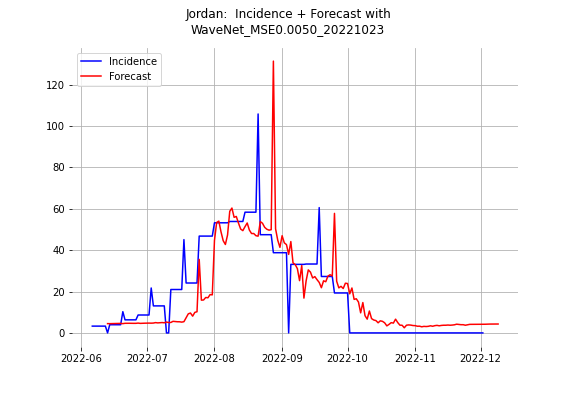 Jordan:  Incidence + Forecast with
WaveNet_MSE0.0050_20221023
Incidence
Forecast
120
100
80
60
40
20
0
2022-06 2022-07 2022-08 2022-09 2022-10 2022-11 2022-12